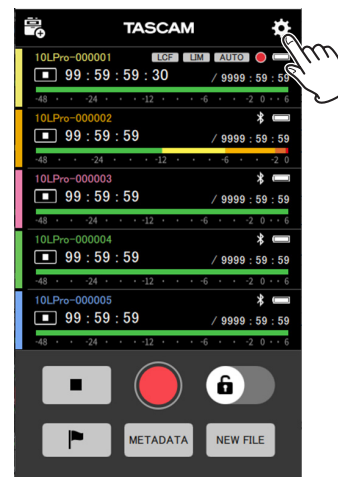 TASCAM
10LPro-000001 LCF LIM AUTO
99 : 59 : 59 : 30 / 9999 : 59 : 59
-48 · · -24 · · · -12 · · · -6 · · -2 0 · · 6
10LPro-000002
99 : 59 : 59 / 9999 : 59 : 59
-48 · · · -24 · · · -12 · · · · -6 · · -2 0
10LPro-000003
99 : 59 : 59 / 9999 : 59 : 59
-48 · · -24 · · · -12 · · · -6 · · -2 0 · · 6
10LPro-000004
99 : 59 : 59 / 9999 : 59 : 59
-48 · · -24 · · · -12 · · · -6 · · -2 0 · · 6
10LPro-000005
99 : 59 : 59 / 9999 : 59 : 59
-48 · · -24 · · · -12 · · · -6 · · -2 0 · · 6
METADATA NEW FILE